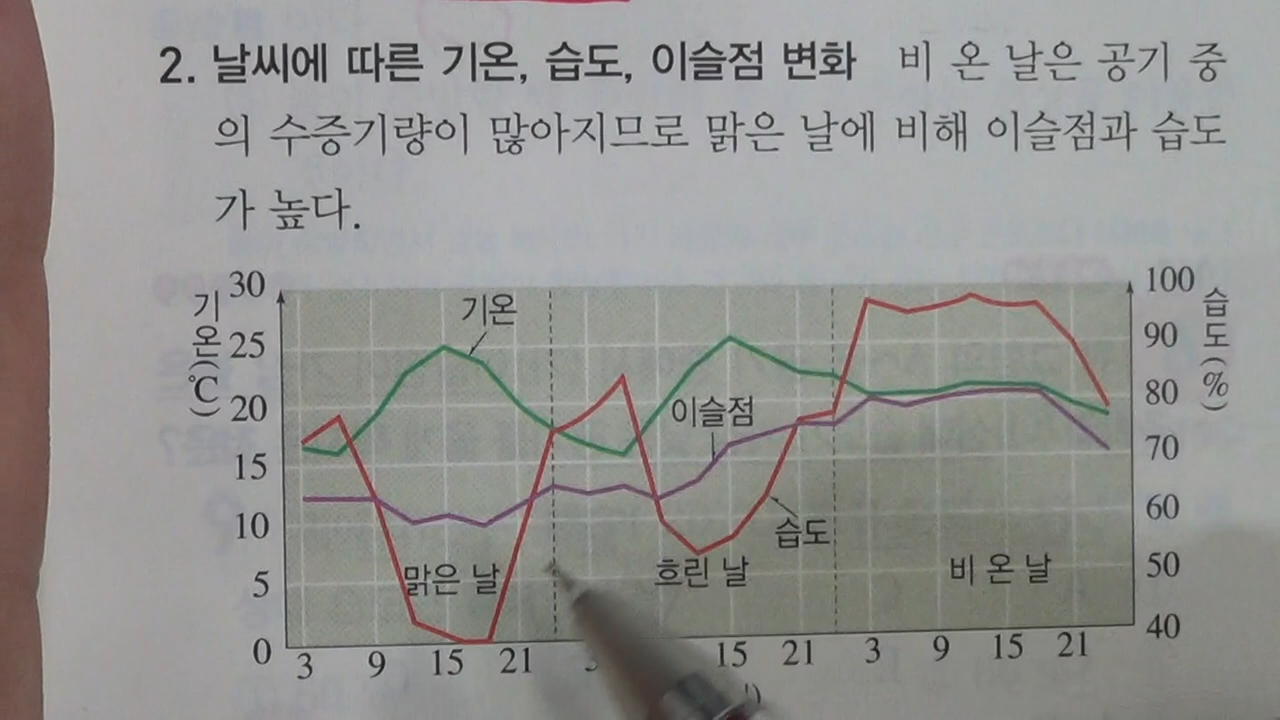 2. 날씨에 따른 기온, 습도, 이슬점 변화 비 온 날은 공기 중
의 수증기량이 많아지므로 맑은 날에 비해 이슬점과 습도
가 높다.
기온(℃)
30
25
20
15
10
5
0
기온
이슬점
습도
맑은 날
흐린 날
비 온 날
습도(%)
100
90
80
70
60
50
40
3 9 15 21 15 21 3 9 15 21